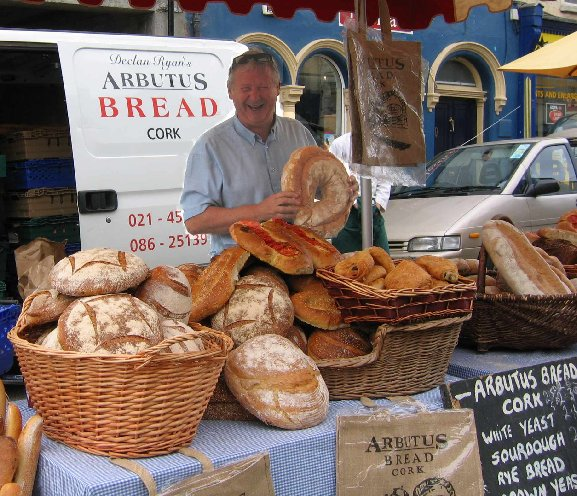 Declan Ryan's
ARBUTUS
BREAD
CORK
021 - 45
086 - 25139
ARBUTUS
BREAD
ARBUTUS
BREAD
CORK
ARBUTUS
-ARBUTUS BREAD
CORK
WHITE YEAST
SOURDOUGH
RYE BREAD